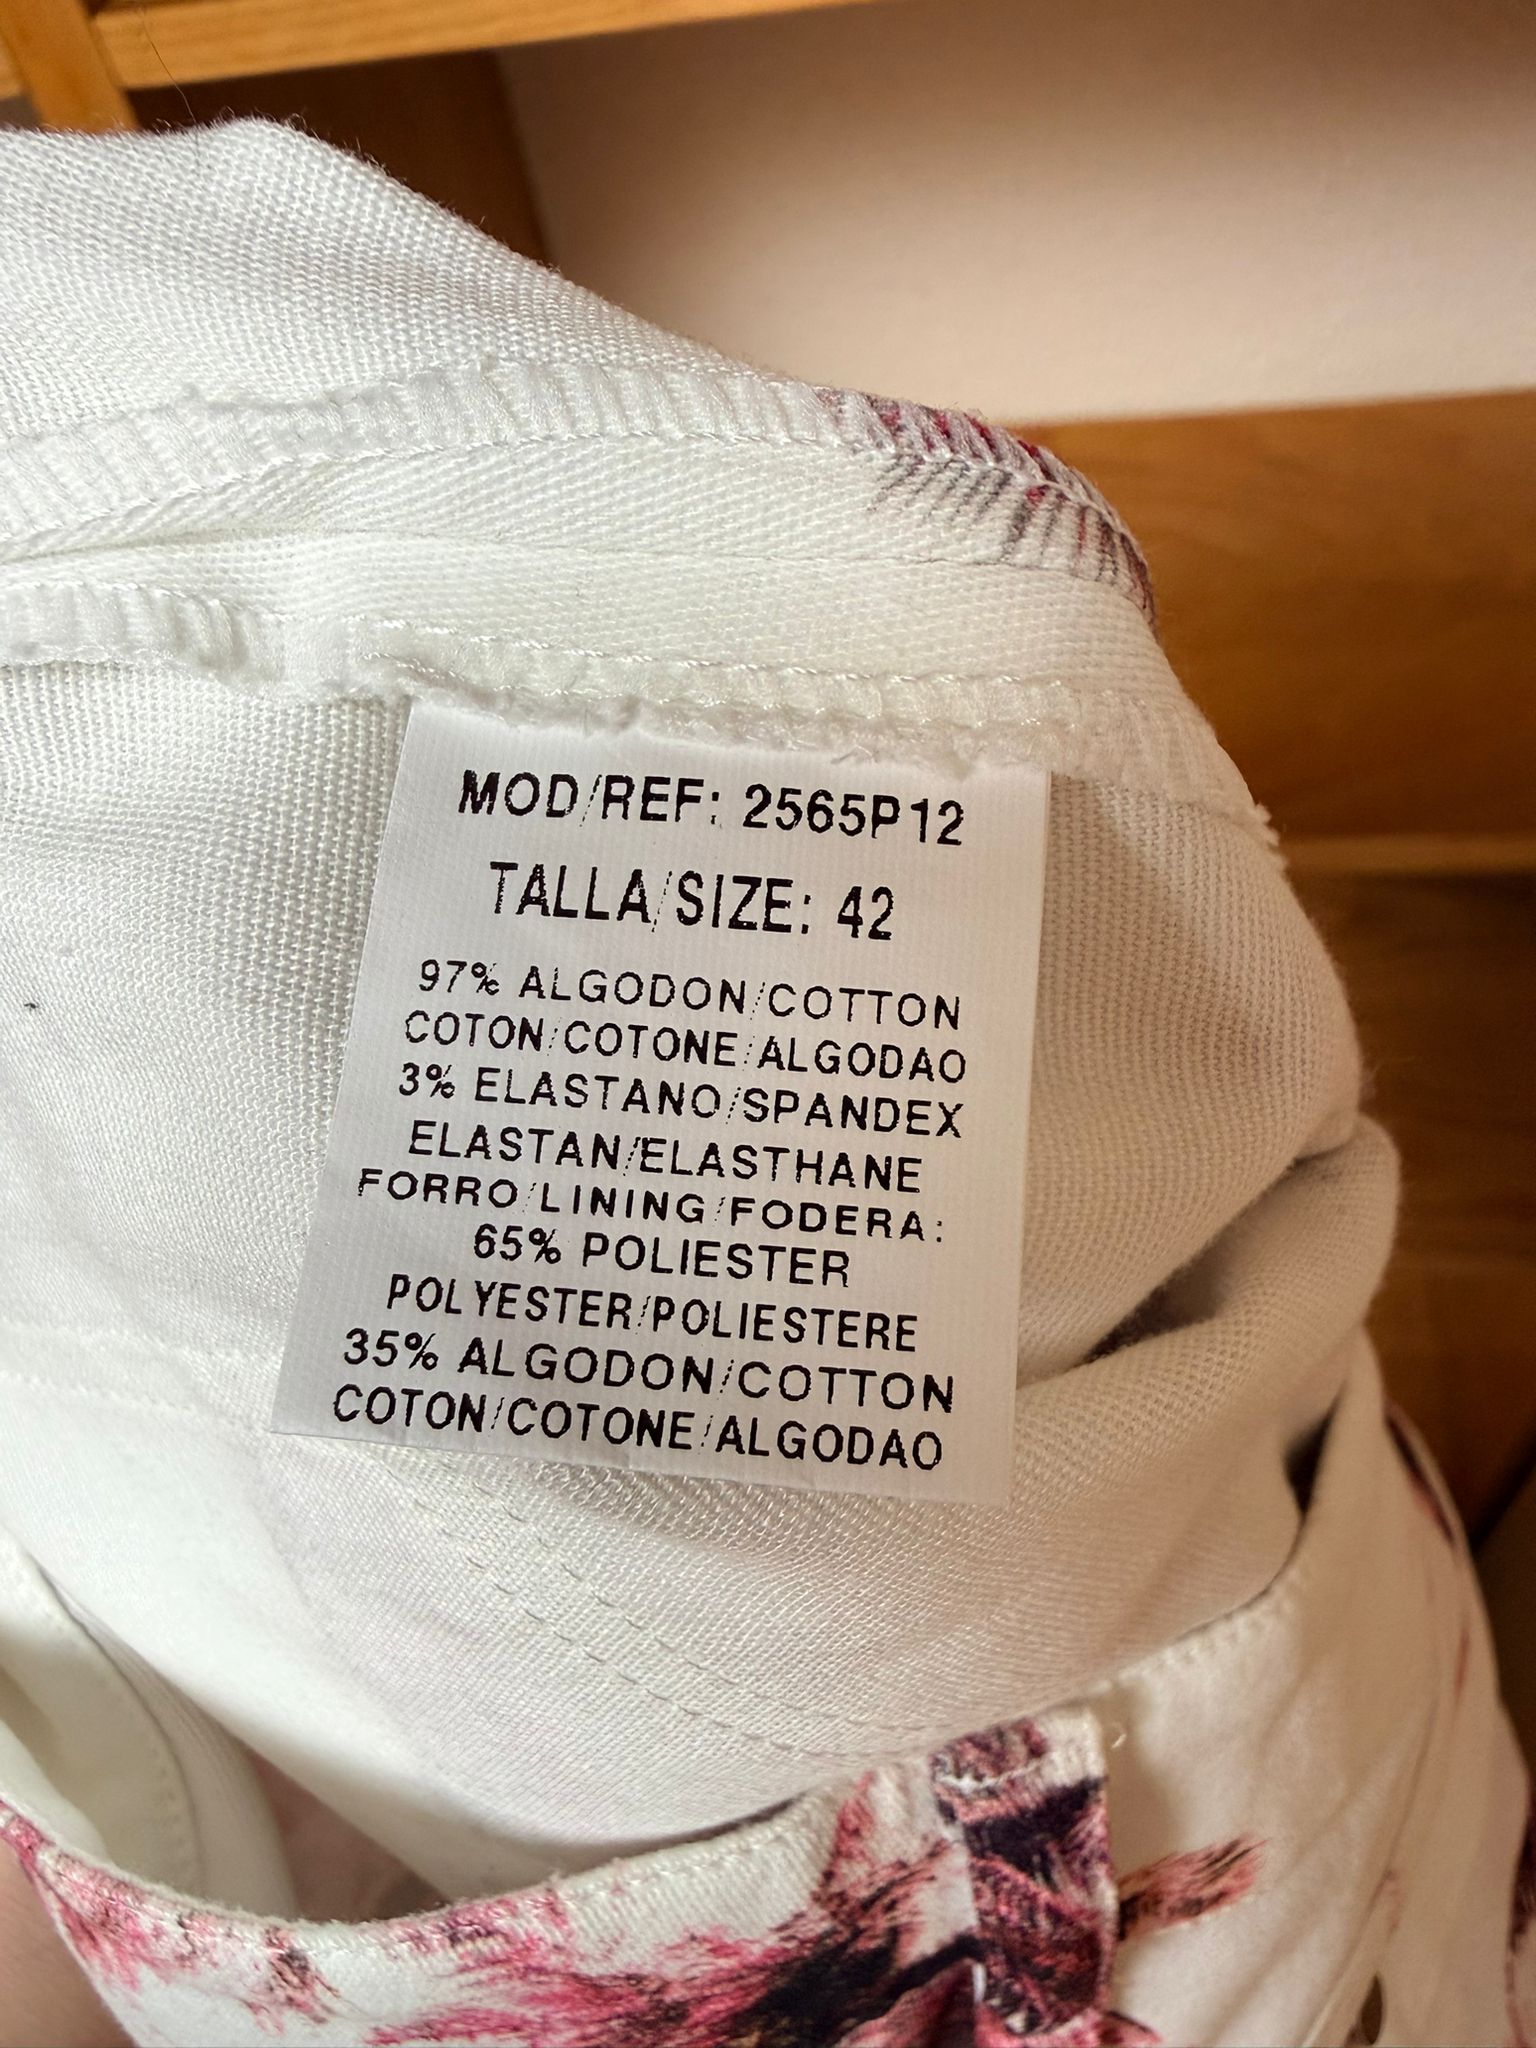 MOD/REF: 2565P12
TALLA/SIZE: 42
97% ALGODON/COTTON
COTON/COTONE/ALGODAO
3% ELASTANO/SPANDEX
ELASTAN/ELASTHANE
FORRO/LINING/FODERA:
65% POLIESTER
POLYESTER/POLIESTERE
35% ALGODON/COTTON
COTON/COTONE/ALGODAO